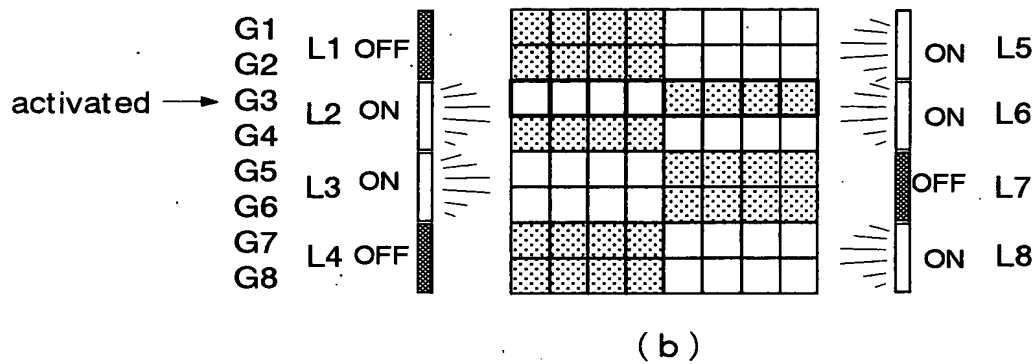 G1
L1 OFF
G2
ON L5
activated → G3
L2 ON
G4
ON L6
G5
L3 ON
G6
OFF L7
G7
L4 OFF
G8
ON L8
(b)